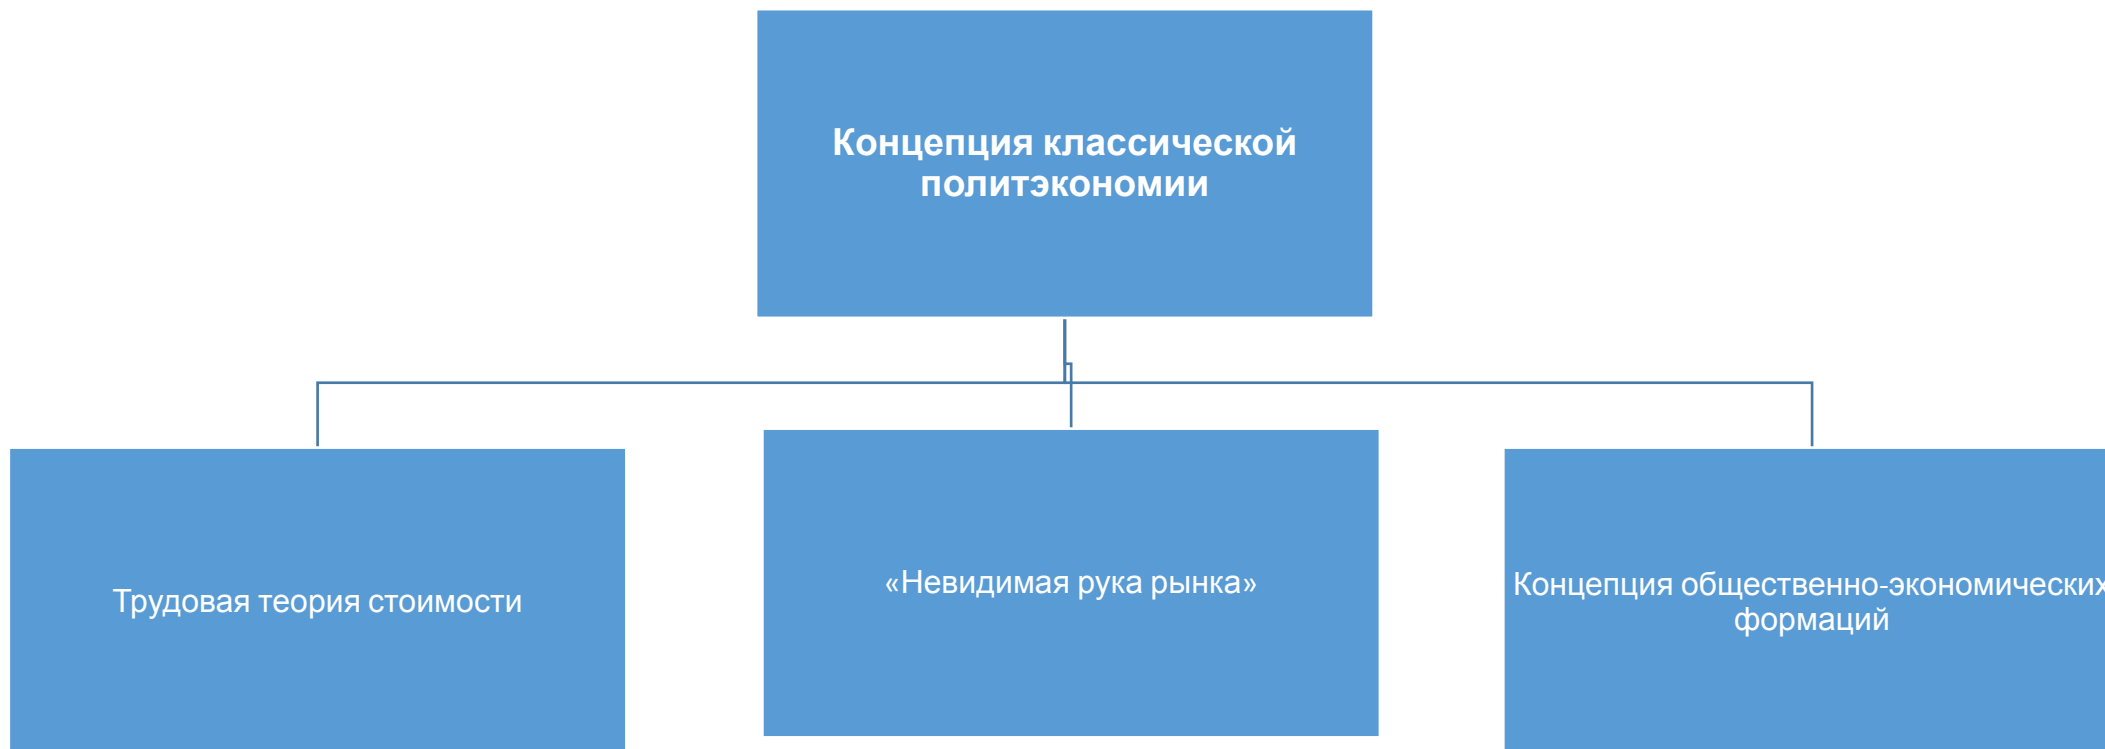 Концепция классической
политэкономии
Трудовая теория стоимости
«Невидимая рука рынка»
Концепция общественно-экономических
формаций